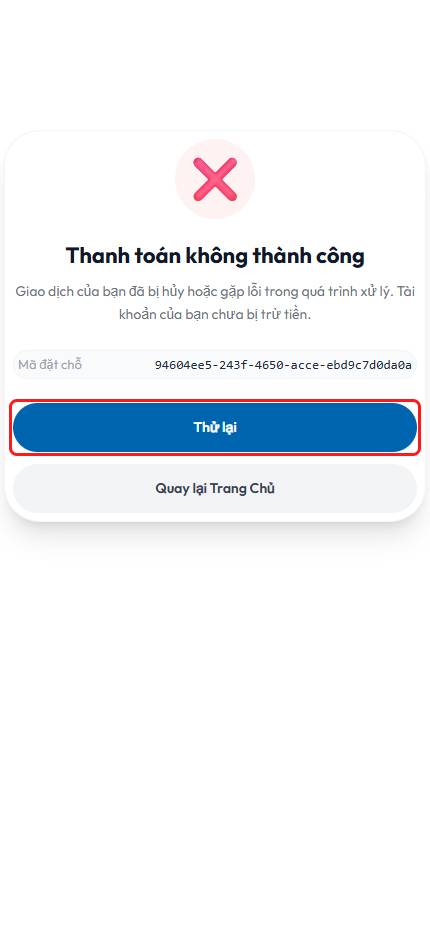 Thanh toán không thành công
Giao dịch của bạn đã bị hủy hoặc gặp lỗi trong quá trình xử lý. Tài
khoản của bạn chưa bị trừ tiền.
Mã đặt chỗ 94604ee5-243f-4650-acce-ebd9c7d0da0a
Thử lại
Quay lại Trang Chủ